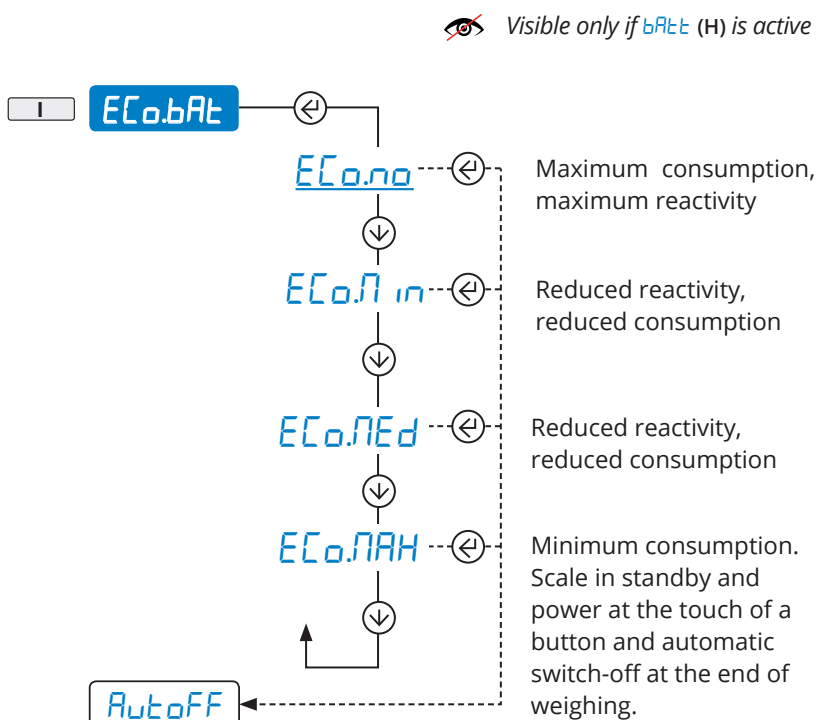 Visible only if bAtt (H) is active
I ECo.bAt
ECo.no
Maximum consumption,
maximum reactivity
ECo.Min
Reduced reactivity,
reduced consumption
ECo.MEd
Reduced reactivity,
reduced consumption
ECo.MAH
Minimum consumption.
Scale in standby and
power at the touch of a
button and automatic
switch-off at the end of
weighing.
AutoFF